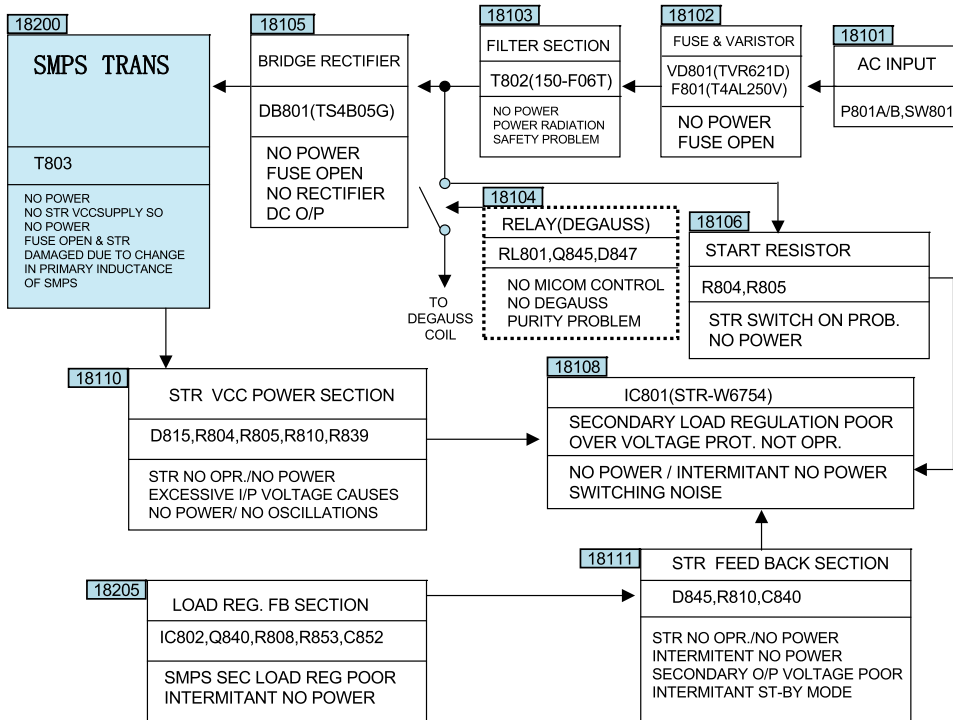 18200
SMPS TRANS
T803
NO POWER
NO STR VCCSUPPLY SO
NO POWER
FUSE OPEN & STR
DAMAGED DUE TO CHANGE
IN PRIMARY INDUCTANCE
OF SMPS
18105
BRIDGE RECTIFIER
DB801(TS4B05G)
NO POWER
FUSE OPEN
NO RECTIFIER
DC O/P
18103
FILTER SECTION
T802(150-F06T)
NO POWER
POWER RADIATION
SAFETY PROBLEM
18102
FUSE & VARISTOR
VD801(TVR621D)
F801(T4AL250V)
NO POWER
FUSE OPEN
18101
AC INPUT
P801A/B,SW801
18104
RELAY(DEGAUSS)
RL801,Q845,D847
NO MICOM CONTROL
NO DEGAUSS
PURITY PROBLEM
TO
DEGAUSS
COIL
18106
START RESISTOR
R804,R805
STR SWITCH ON PROB.
NO POWER
18110
STR VCC POWER SECTION
D815,R804,R805,R810,R839
STR NO OPR./NO POWER
EXCESSIVE I/P VOLTAGE CAUSES
NO POWER/ NO OSCILLATIONS
18108
IC801(STR-W6754)
SECONDARY LOAD REGULATION POOR
OVER VOLTAGE PROT. NOT OPR.
NO POWER / INTERMITANT NO POWER
SWITCHING NOISE
18205
LOAD REG. FB SECTION
IC802,Q840,R808,R853,C852
SMPS SEC LOAD REG POOR
INTERMITANT NO POWER
18111
STR FEED BACK SECTION
D845,R810,C840
STR NO OPR./NO POWER
INTERMITENT NO POWER
SECONDARY O/P VOLTAGE POOR
INTERMITANT ST-BY MODE